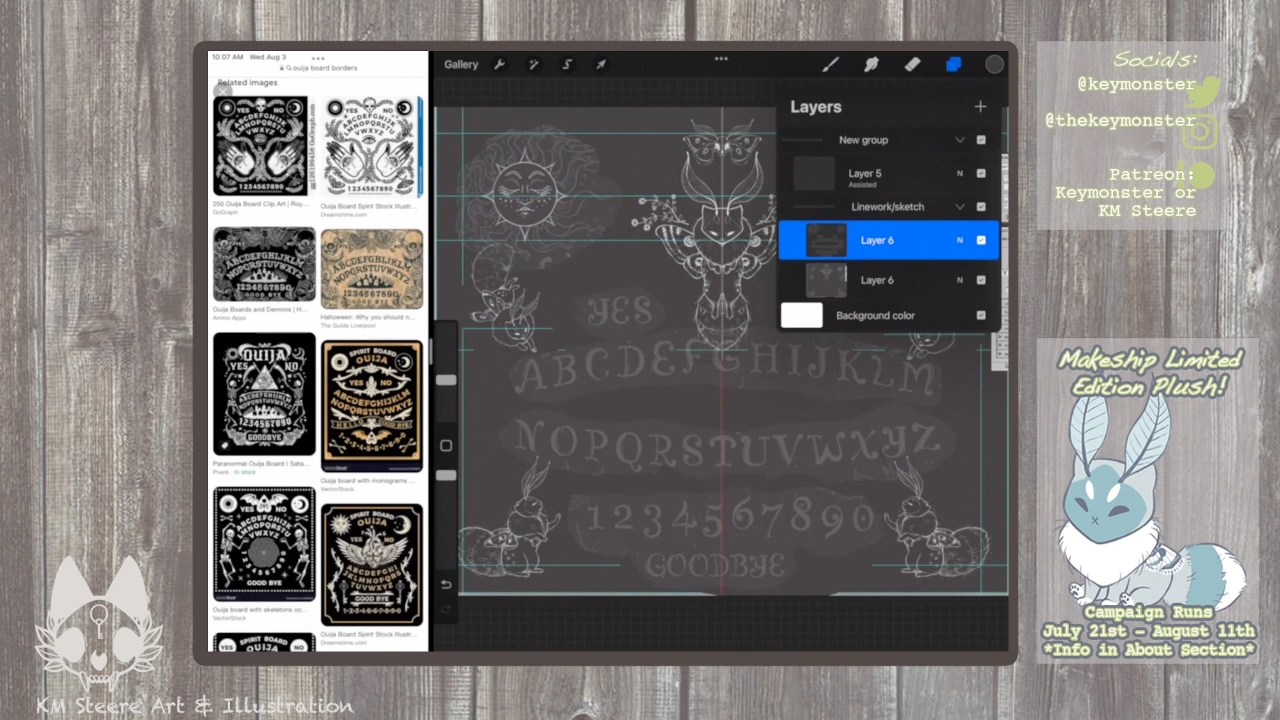 10:07 AM Wed Aug 3
ouija board borders
Related images
250 Ouija Board Clip Art | Roy...
GoGraph
Ouija Board Spirit Stock Illustr...
Dreamstime.com
Ouija Boards and Demons | H...
Amino Apps
Halloween: Why you should n...
The Guide Liverpool
Paranormal Ouija Board I Sata...
Pixels · In stock
Ouija board with monograms ...
VectorStock
Ouija board with skeletons oc...
VectorStock
Ouija Board Spirit Stock Illustr...
Dreamstime.com
Gallery
Layers
New group
Layer 5
N
Assisted
Linework/sketch
Layer 6
N
Layer 6
N
Background color
YES
ABCDEFGHIJKLM
NOPQRSTUVWXYZ
1234567890
GOODBYE
Socials:
@keymonster
@thekeymonster
Patreon:
Keymonster or
KM Steere
Makeship Limited
Edition Plush!
Campaign Runs
July 21st - August 11th
*Info in About Section*
KM Steere Art & Illustration